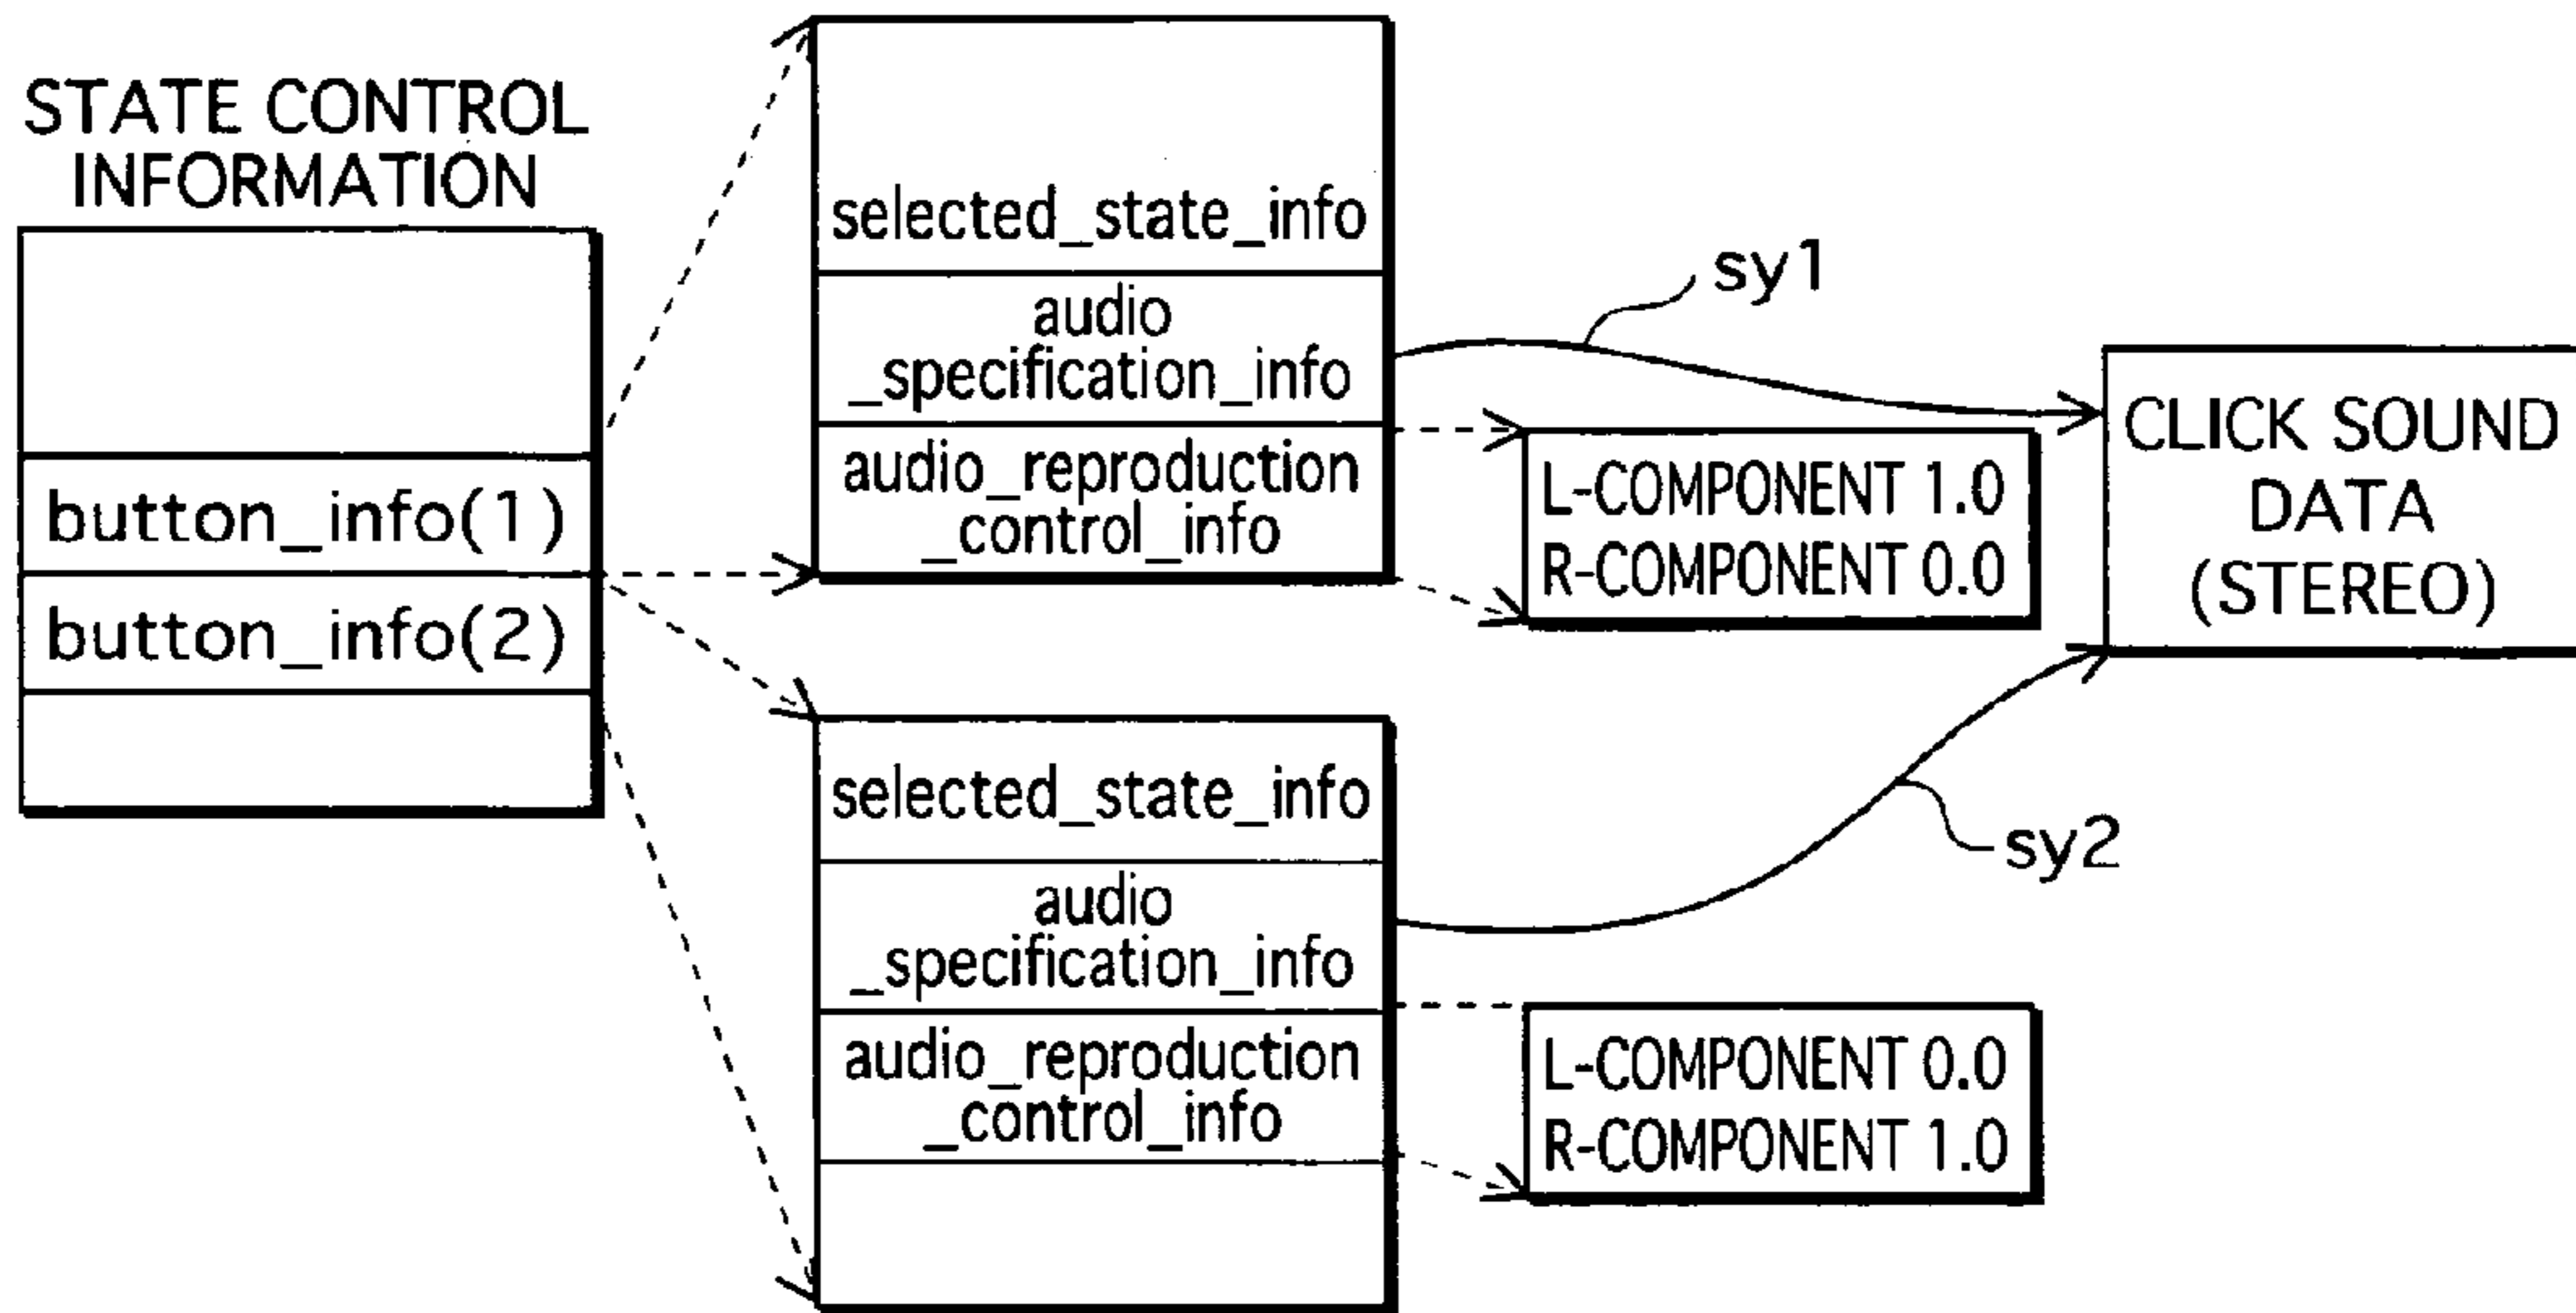 STATE CONTROL
INFORMATION
button_info(1)
button_info(2)
selected_state_info
audio
_specification_info
audio_reproduction
_control_info
sy1
L-COMPONENT 1.0
R-COMPONENT 0.0
CLICK SOUND
DATA
(STEREO)
selected_state_info
audio
_specification_info
audio_reproduction
_control_info
sy2
L-COMPONENT 0.0
R-COMPONENT 1.0